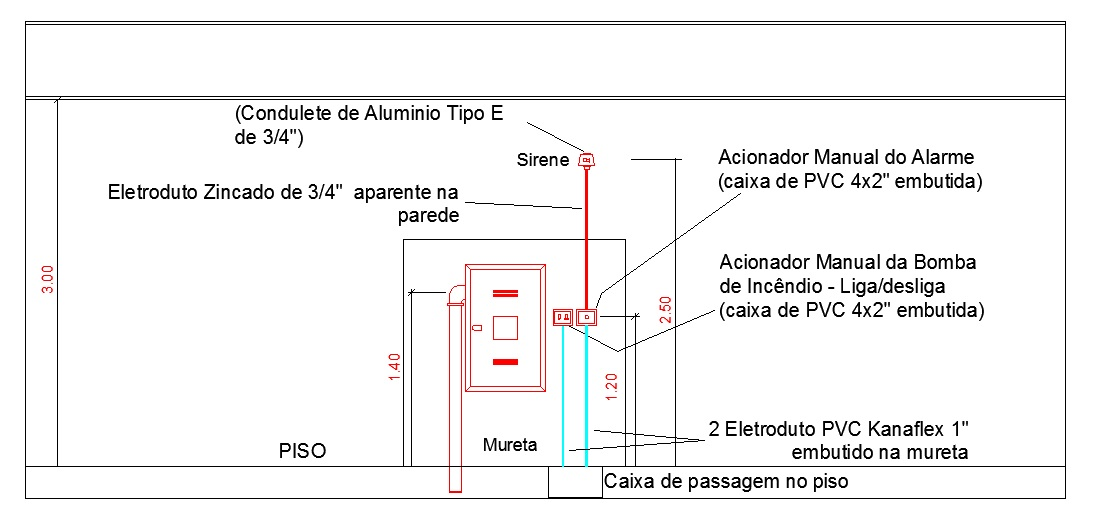 (Condulete de Aluminio Tipo E
de 3/4")
Sirene
Acionador Manual do Alarme
(caixa de PVC 4x2" embutida)
Eletroduto Zincado de 3/4" aparente na
parede
Acionador Manual da Bomba
de Incêndio - Liga/desliga
(caixa de PVC 4x2" embutida)
3.00
2.50
1.40
1.20
2 Eletroduto PVC Kanaflex 1"
embutido na mureta
Mureta
PISO
Caixa de passagem no piso